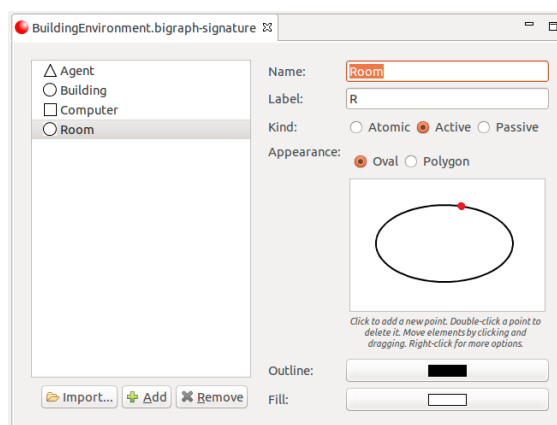 BuildingEnvironment.bigraph-signature
Agent
Building
Computer
Room
Name: Room
Label: R
Kind: Atomic Active Passive
Appearance: Oval Polygon
Click to add a new point. Double-click a point to
delete it. Move elements by clicking and
dragging. Right-click for more options.
Outline:
Import... Add Remove Fill: